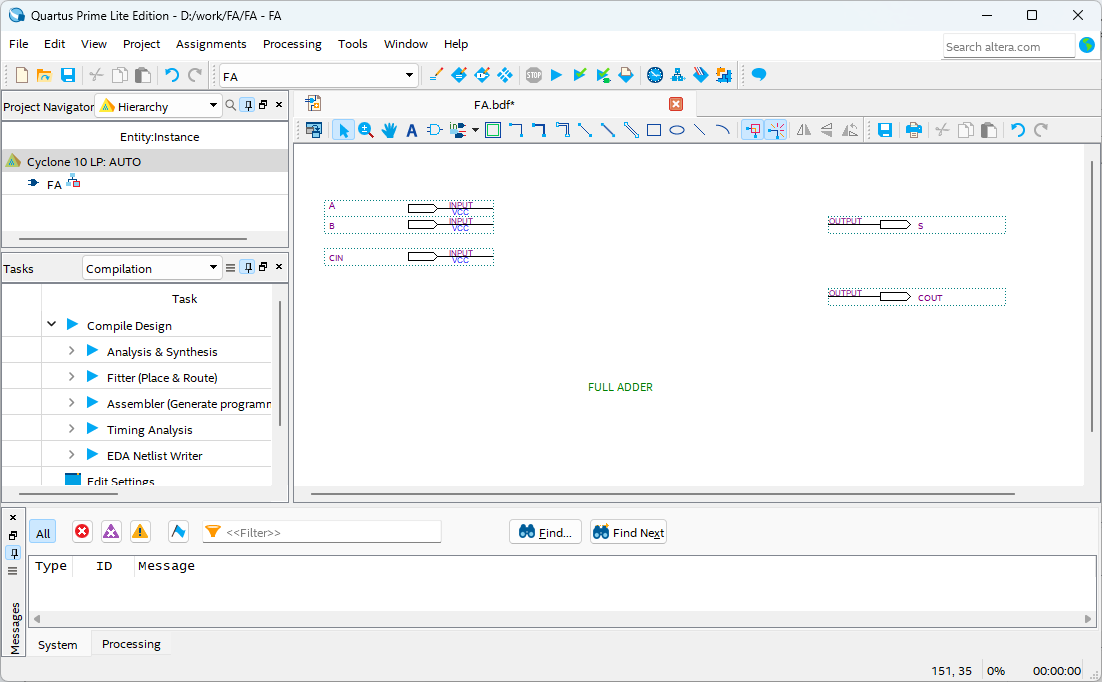 Quartus Prime Lite Edition - D:/work/FA/FA - FA
File Edit View Project Assignments Processing Tools Window Help
Search altera.com
FA
STOP
Project Navigator Hierarchy
FA.bdf*
Entity:Instance
Cyclone 10 LP: AUTO
FA
A INPUT
VCC
B INPUT
VCC
CIN INPUT
VCC
OUTPUT S
OUTPUT COUT
FULL ADDER
Tasks Compilation
Task
Compile Design
Analysis & Synthesis
Fitter (Place & Route)
Assembler (Generate programm
Timing Analysis
EDA Netlist Writer
Edit Settings
All <<Filter>> Find... Find Next
Type ID Message
Messages
System Processing
151, 35 0% 00:00:00